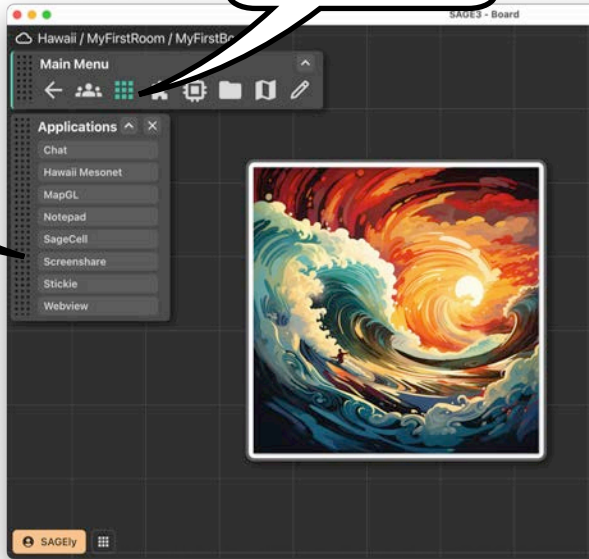 SAGE3 - Board
Hawaii / MyFirstRoom / MyFirstBo
Main Menu
Applications
Chat
Hawaii Mesonet
MapGL
Notepad
SageCell
Screenshare
Stickie
Webview
SAGEly